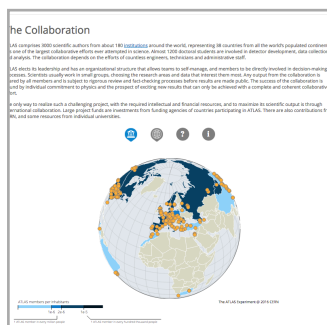 he Collaboration
LAS comprises 3000 scientific authors from about 180 institutions around the world, representing 38 countries from all the world's populated continents
one of the largest collaborative efforts ever attempted in science. Almost 1200 doctoral students are involved in detector development, data collection
d analysis. The collaboration depends on the efforts of countless engineers, technicians and administrative staff.
LAS elects its leadership and has an organizational structure that allows teams to self-manage, and members to be directly involved in decision-making
ocesses. Scientists usually work in small groups, choosing the research areas and data that interest them most. Any output from the collaboration is
ared by all members and is subject to rigorous review and fact-checking processes before results are made public. The success of the collaboration is
und by individual commitment to physics and the prospect of exciting new results that can only be achieved with a complete and coherent collaborative
e only way to realise such a challenging project, with the required intellectual and financial resources, and to maximize its scientific output is through
ernational collaboration. Large project funds are investments from funding agencies of countries participating in ATLAS. There are also contributions fr
RN, and some resources from individual universities.
ATLAS members per inhabitants
The ATLAS Experiment @ 2016 CERN